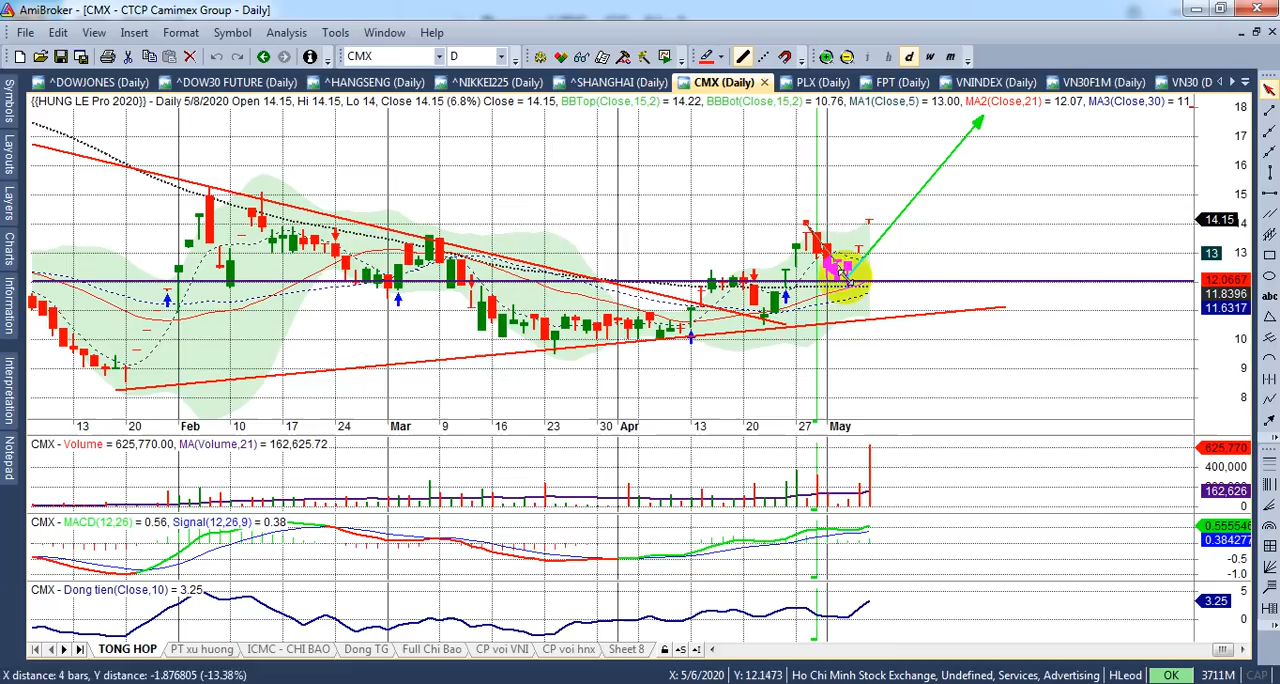 AmiBroker - [CMX - CTCP Camimex Group - Daily]
File Edit View Insert Format Symbol Analysis Tools Window Help
CMX D i h d w m
^DOWJONES (Daily) ^DOW30 FUTURE (Daily) ^HANGSENG (Daily) ^NIKKEI225 (Daily) ^SHANGHAI (Daily) CMX (Daily) PLX (Daily) FPT (Daily) VNINDEX (Daily) VN30F1M (Daily) VN30 (D
{{HUNG LE Pro 2020}} - Daily 5/8/2020 Open 14.15, Hi 14.15, Lo 14, Close 14.15 (6.8%) Close = 14.15, BBTop(Close,15,2) = 14.22, BBBot(Close,15,2) = 10.76, MA1(Close,5) = 13.00, MA2(Close,21) = 12.07, MA3(Close,30) = 11
Symbols
Layouts
Layers
Charts
Information
Interpretation
Notepad
abc
18
17
16
15
14.15
14
13
13
12.0667
11.8396
11.6317
10
9
8
13 20 Feb 10 17 24 Mar 9 16 23 30 Apr 13 20 27 May
CMX - Volume = 625,770.00, MA(Volume,21) = 162,625.72
625,770
400,000
162,626
0
CMX - MACD(12,26) = 0.56, Signal(12,26,9) = 0.38
0.555546
0.384277
-0.5
-1.0
CMX - Dong tien(Close,10) = 3.25
5
3.25
0
TONG HOP PT xu huong ICMC - CHI BAO Dong TG Full Chi Bao CP voi VNI CP voi hnx Sheet 8
X distance: 4 bars, Y distance: -1.876805 (-13.38%) X: 5/6/2020 Y: 12.1473 Ho Chi Minh Stock Exchange, Undefined, Services, Advertising HLeod OK 3711M CAP